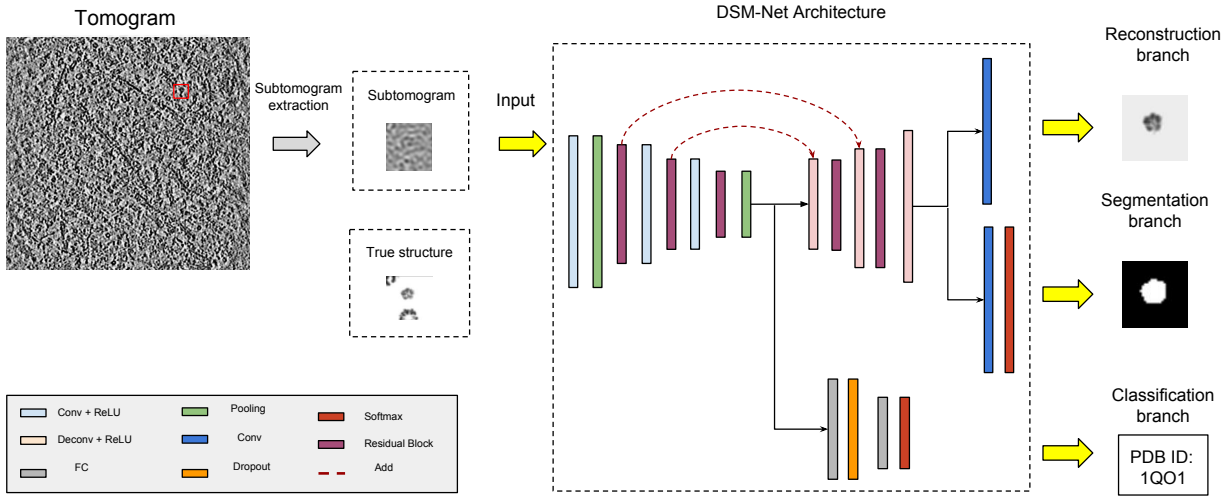 Tomogram
DSM-Net Architecture
Subtomogram
extraction
Subtomogram
Input
True structure
Reconstruction
branch
Segmentation
branch
Classification
branch
PDB ID:
1QO1
Conv + ReLU
Pooling
Softmax
Deconv + ReLU
Conv
Residual Block
FC
Dropout
Add